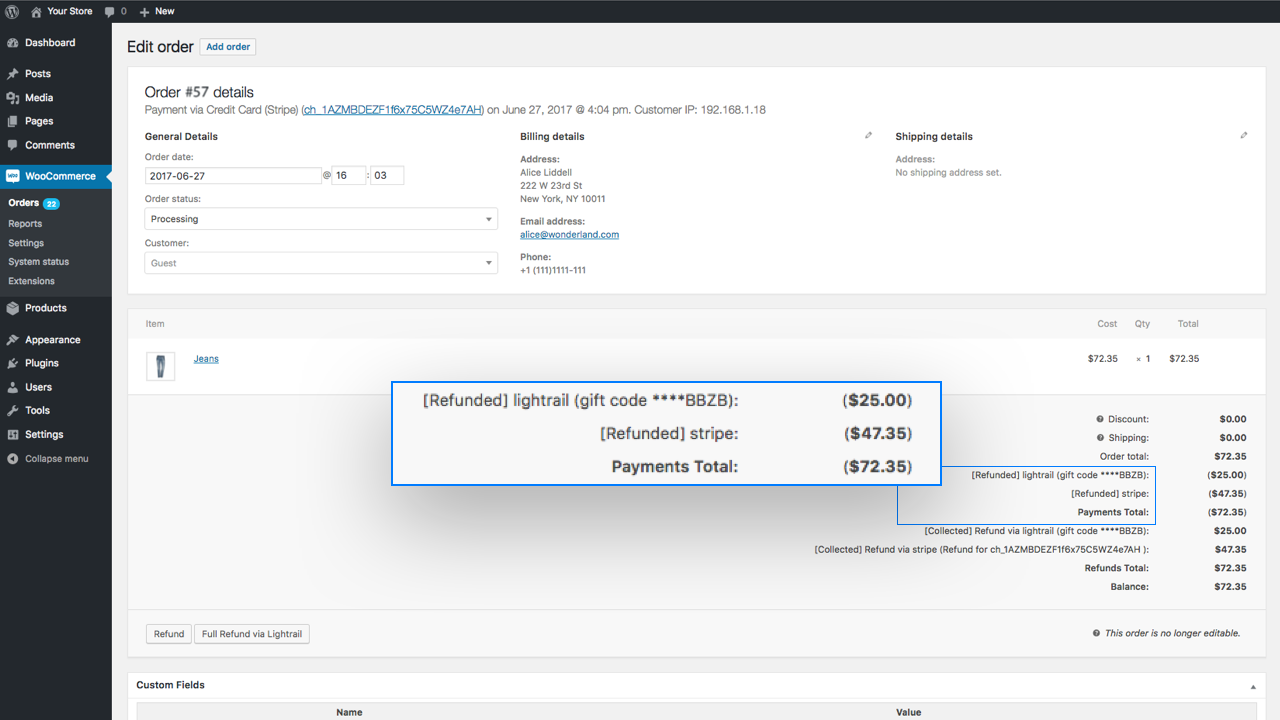 Your Store 0 New
Dashboard
Posts
Media
Pages
Comments
WooCommerce
Orders 22
Reports
Settings
System status
Extensions
Products
Appearance
Plugins
Users
Tools
Settings
Collapse menu
Edit order Add order
Order #57 details
Payment via Credit Card (Stripe) (ch_1AZMBDEZF1f6x75C5WZ4e7AH) on June 27, 2017 @ 4:04 pm. Customer IP: 192.168.1.18
General Details
Order date:
2017-06-27 @ 16 : 03
Order status:
Processing
Customer:
Guest
Billing details
Address:
Alice Liddell
222 W 23rd St
New York, NY 10011
Email address:
alice@wonderland.com
Phone:
+1 (111)1111-111
Shipping details
Address:
No shipping address set.
Item Cost Qty Total
Jeans $72.35 × 1 $72.35
[Refunded] lightrail (gift code ****BBZB): ($25.00)
[Refunded] stripe: ($47.35)
Payments Total: ($72.35)
Discount: $0.00
Shipping: $0.00
Order total: $72.35
[Refunded] lightrail (gift code ****BBZB): ($25.00)
[Refunded] stripe: ($47.35)
Payments Total: ($72.35)
[Collected] Refund via lightrail (gift code ****BBZB): $25.00
[Collected] Refund via stripe (Refund for ch_1AZMBDEZF1f6x75C5WZ4e7AH ): $47.35
Refunds Total: $72.35
Balance: $72.35
Refund Full Refund via Lightrail
This order is no longer editable.
Custom Fields
Name Value